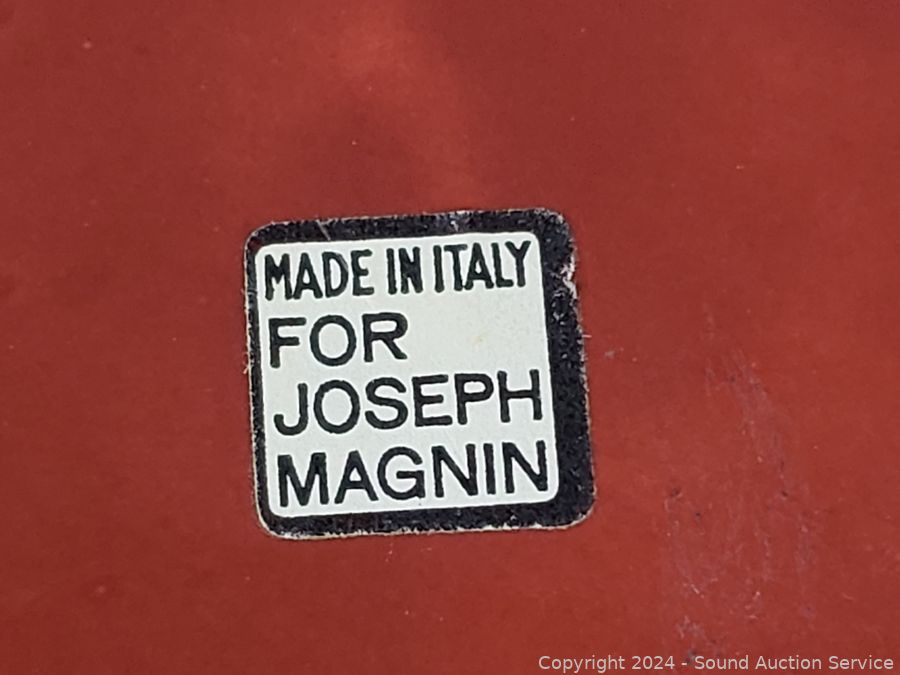 MADE IN ITALY
FOR
JOSEPH
MAGNIN
Copyright 2024 - Sound Auction Service